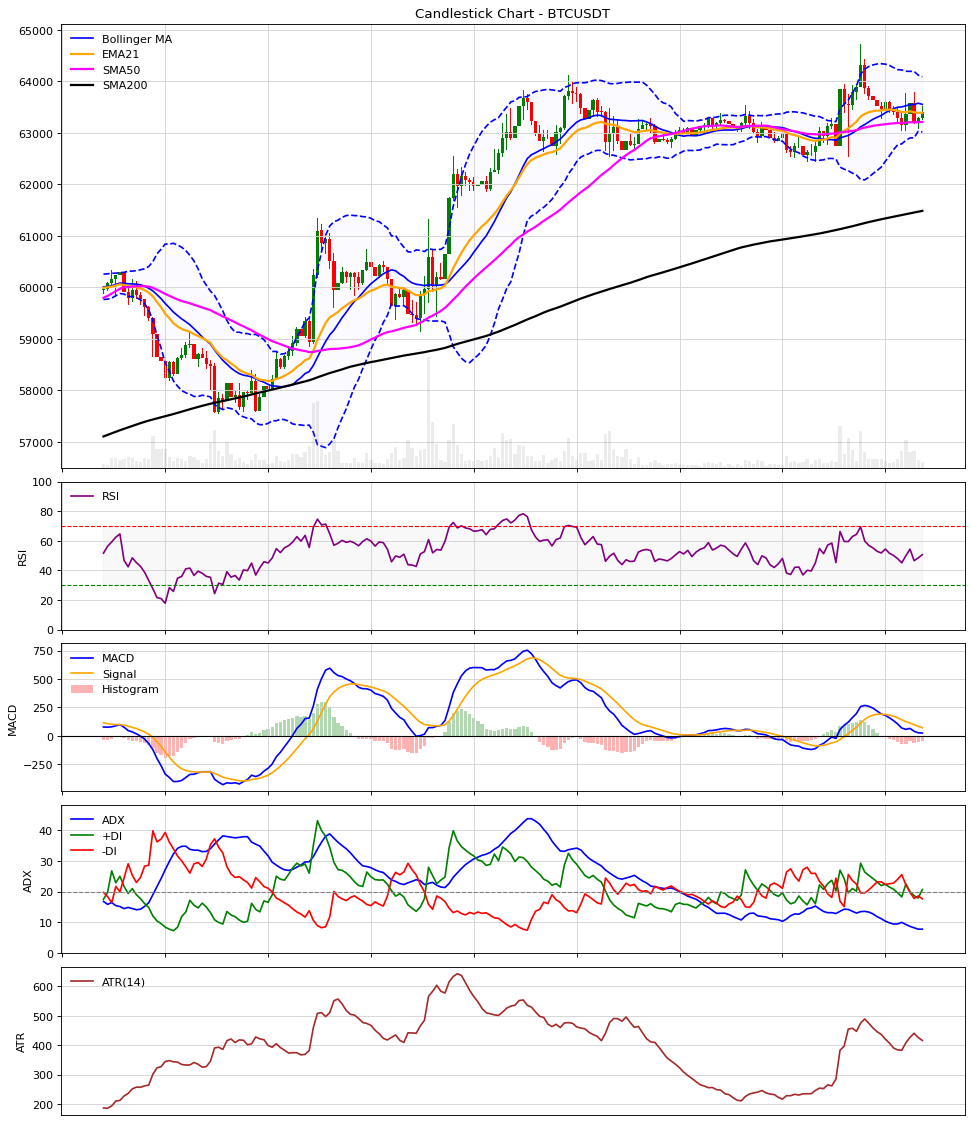 Candlestick Chart - BTCUSDT
65000
64000
63000
62000
61000
60000
59000
58000
57000
Bollinger MA
EMA21
SMA50
SMA200
100
80
60
40
20
0
RSI
RSI
750
500
250
0
−250
MACD
MACD
Signal
Histogram
40
30
20
10
0
ADX
ADX
+DI
-DI
600
500
400
300
200
ATR
ATR(14)